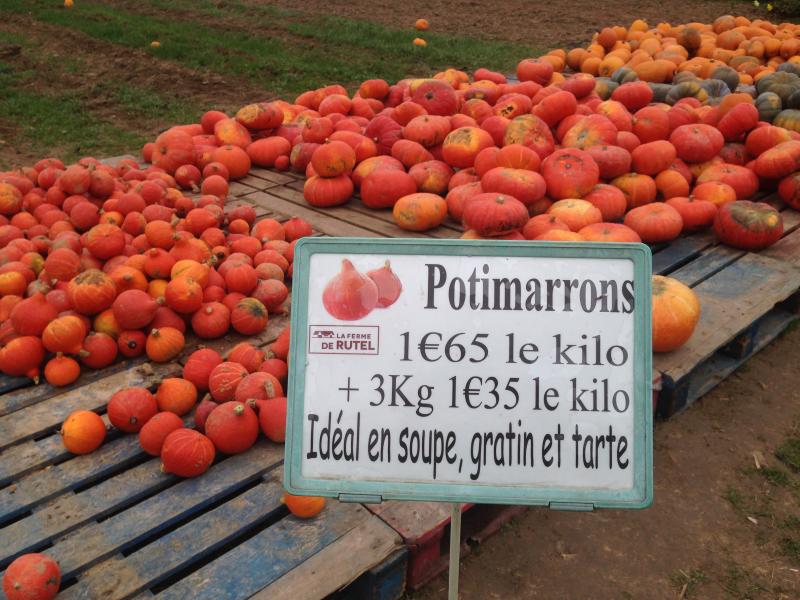 Potimarrons
LA FERME
DE RUTEL
1€65 le kilo
+ 3Kg 1€35 le kilo
Idéal en soupe, gratin et tarte